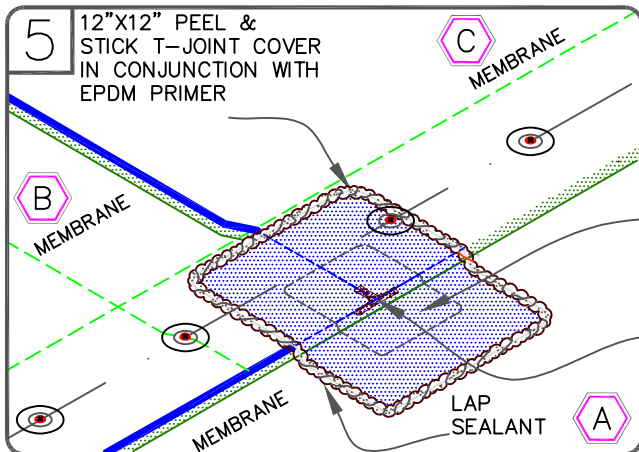 5
12"X12" PEEL &
STICK T-JOINT COVER
IN CONJUNCTION WITH
EPDM PRIMER
C
MEMBRANE
B
MEMBRANE
MEMBRANE
LAP
SEALANT
A